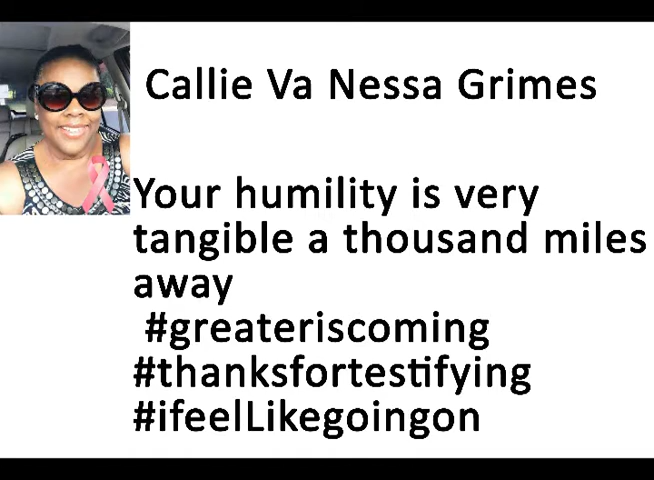 Callie Va Nessa Grimes
Your humility is very
tangible a thousand miles
away
#greateriscoming
#thanksfortestifying
#ifeelLikegoingon